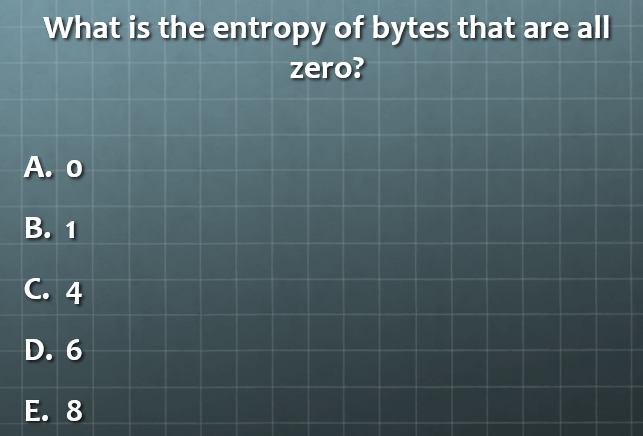 What is the entropy of bytes that are all
zero?
A. 0
B. 1
C. 4
D. 6
E. 8